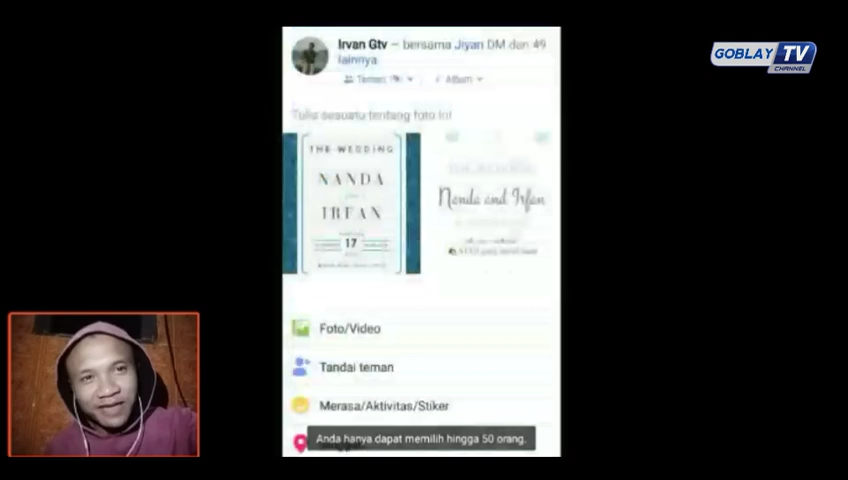 Irvan Gtv – bersama Jiyan DM dan 49
lainnya.
Teman
Album
Tulis sesuatu tentang foto ini
THE WEDDING
NANDA
IRFAN
17
Nanda and Irfan
Foto/Video
Tandai teman
Merasa/Aktivitas/Stiker
Anda hanya dapat memilih hingga 50 orang.
GOBLAY TV
CHANNEL